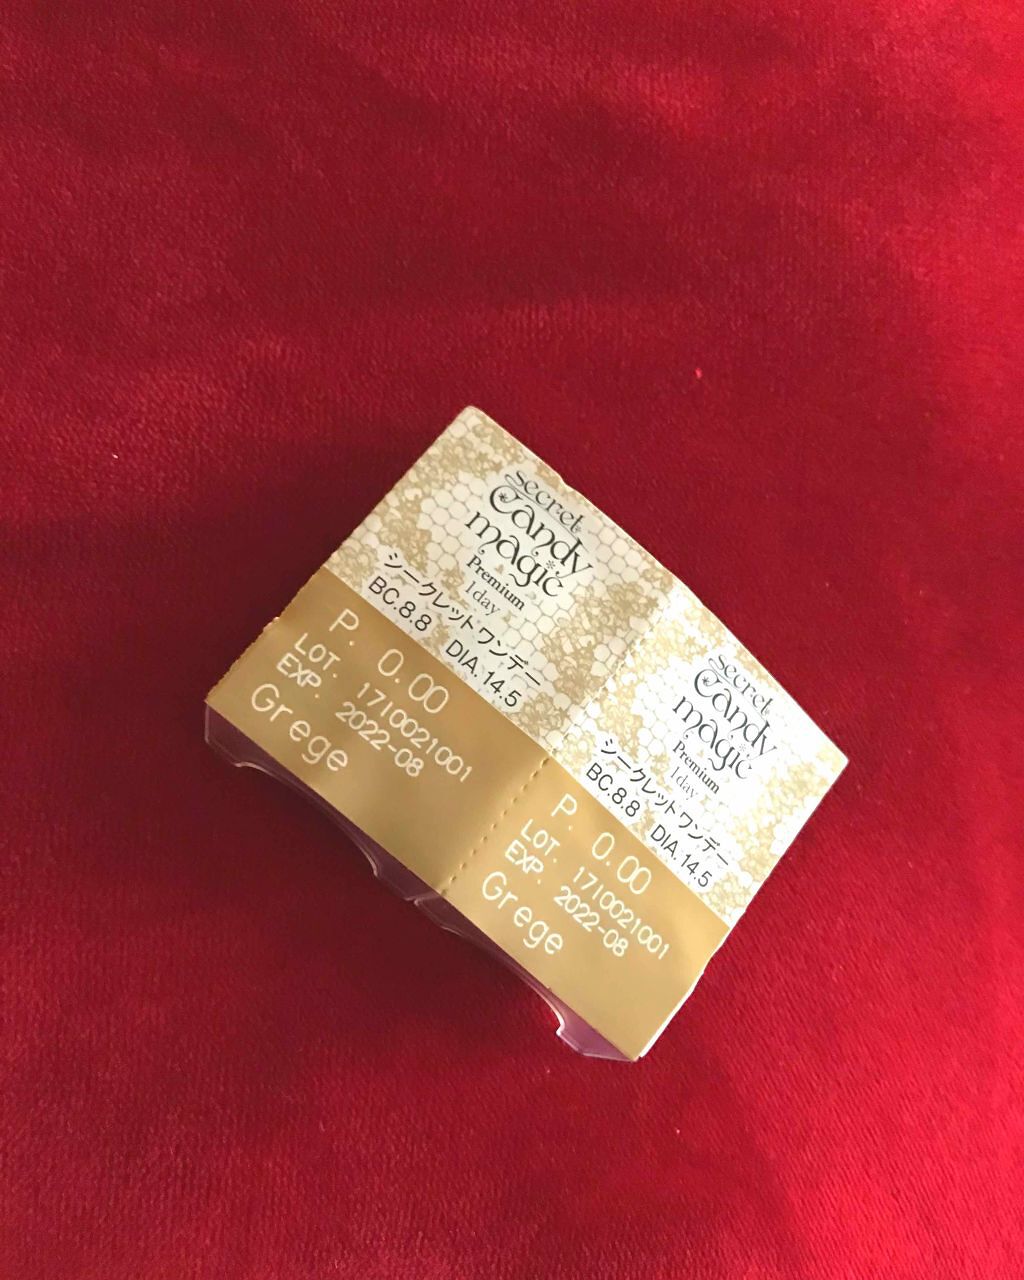 secret
Candy
magic
Premium
1day
シークレットワンデー
BC.8.8 DIA.14.5
P. 0.00
LOT. 1710021001
EXP. 2022-08
Grege
secret
Candy
magic
Premium
1day
シークレットワンデー
BC.8.8 DIA.14.5
P. 0.00
LOT. 1710021001
EXP. 2022-08
Grege